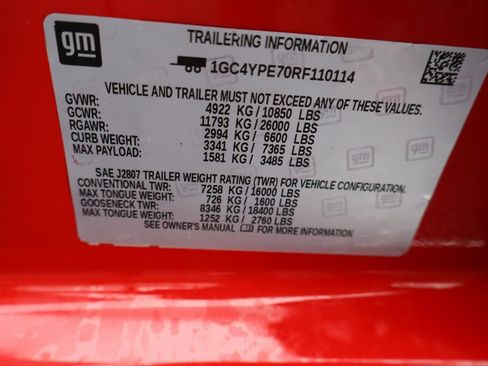 gm
TRAILERING INFORMATION
1GC4YPE70RF110114
VEHICLE AND TRAILER MUST NOT EXCEED ANY OF THESE VALUES.
GVWR: 4922 KG / 10850 LBS
GCWR: 11793 KG / 26000 LBS
RGAWR: 2994 KG / 6600 LBS
CURB WEIGHT: 3341 KG / 7365 LBS
MAX PAYLOAD: 1581 KG / 3485 LBS
SAE J2807 TRAILER WEIGHT RATING (TWR) FOR VEHICLE CONFIGURATION.
CONVENTIONAL TWR: 7258 KG / 16000 LBS
MAX TONGUE WEIGHT: 726 KG / 1600 LBS
GOOSENECK TWR: 8346 KG / 18400 LBS
MAX TONGUE WEIGHT: 1252 KG / 2760 LBS
SEE OWNER'S MANUAL FOR MORE INFORMATION